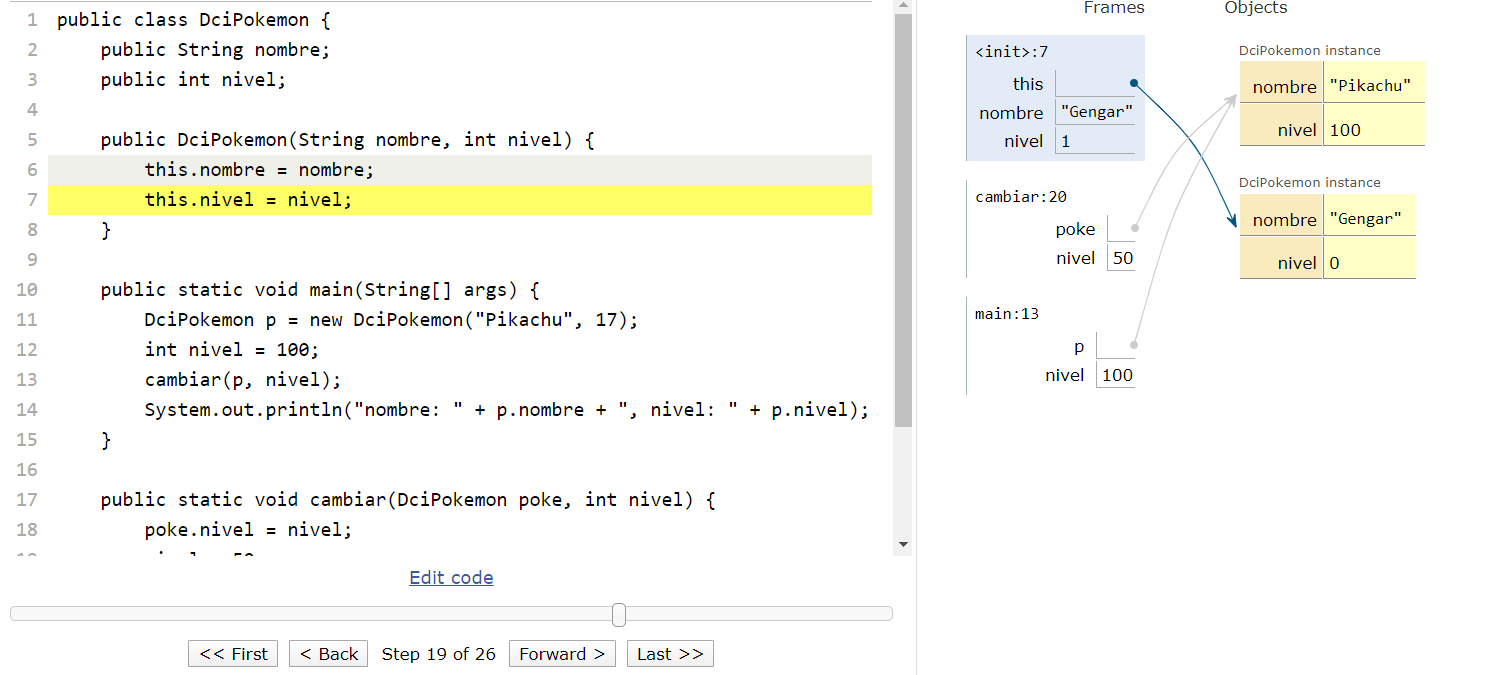 1 public class DciPokemon {
2 public String nombre;
3 public int nivel;
4
5 public DciPokemon(String nombre, int nivel) {
6 this.nombre = nombre;
7 this.nivel = nivel;
8 }
9
10 public static void main(String[] args) {
11 DciPokemon p = new DciPokemon("Pikachu", 17);
12 int nivel = 100;
13 cambiar(p, nivel);
14 System.out.println("nombre: " + p.nombre + ", nivel: " + p.nivel);
15 }
16
17 public static void cambiar(DciPokemon poke, int nivel) {
18 poke.nivel = nivel;
Edit code
<< First < Back Step 19 of 26 Forward > Last >>
Frames Objects
<init>:7
this
nombre "Gengar"
nivel 1
cambiar:20
poke
nivel 50
main:13
p
nivel 100
DciPokemon instance
nombre "Pikachu"
nivel 100
DciPokemon instance
nombre "Gengar"
nivel 0